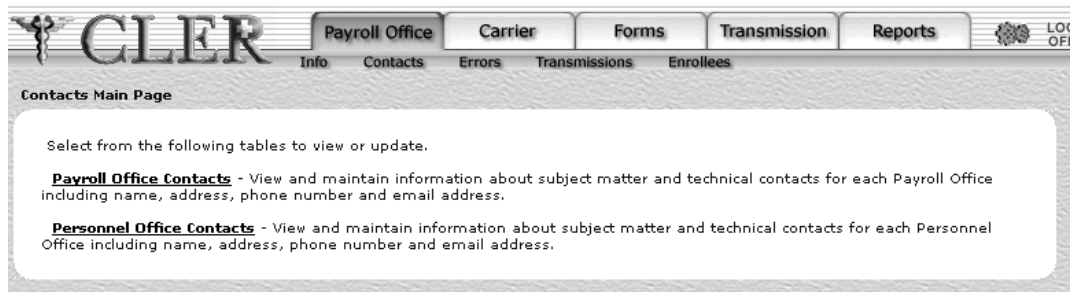 CLER
Payroll Office Carrier Forms Transmission Reports
Info Contacts Errors Transmissions Enrollees
Contacts Main Page
Select from the following tables to view or update.
Payroll Office Contacts - View and maintain information about subject matter and technical contacts for each Payroll Office
including name, address, phone number and email address.
Personnel Office Contacts - View and maintain information about subject matter and technical contacts for each Personnel
Office including name, address, phone number and email address.